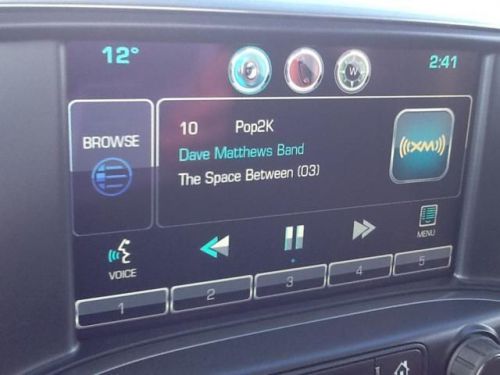 12°
W
2:41
BROWSE
10 Pop2K
Dave Matthews Band
The Space Between (03)
((XM))
VOICE
MENU
1 2 3 4 5